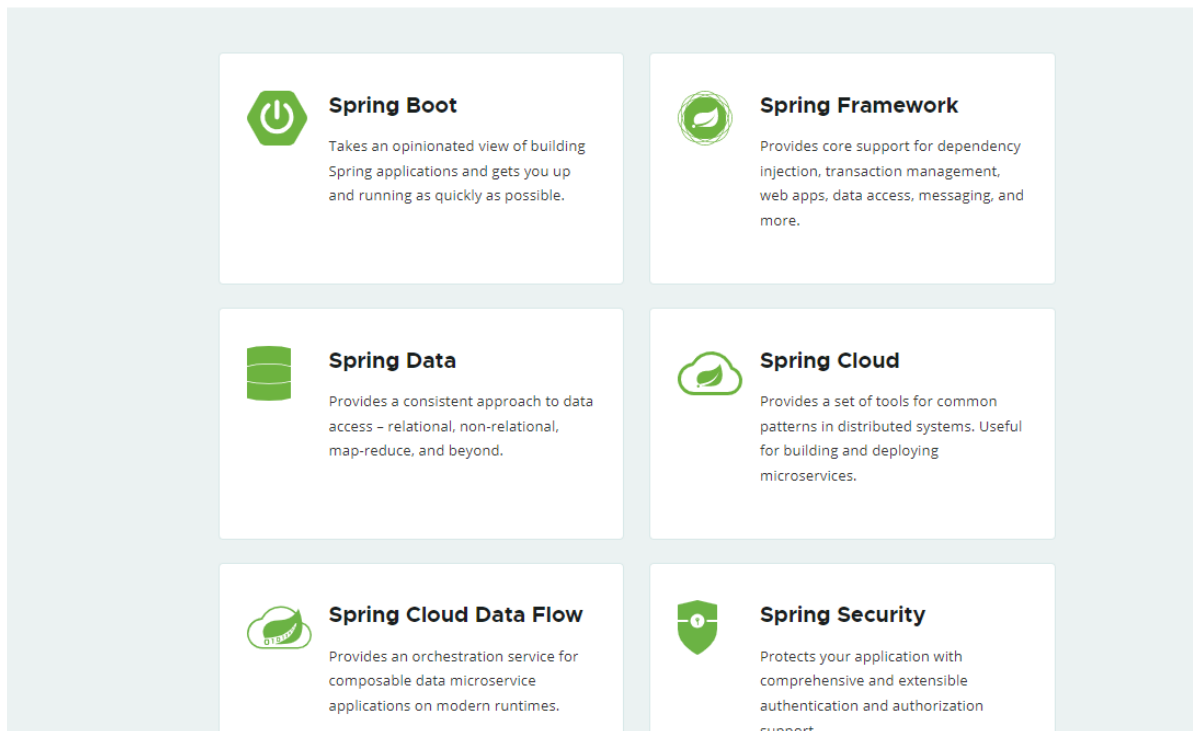 Spring Boot
Takes an opinionated view of building
Spring applications and gets you up
and running as quickly as possible.
Spring Framework
Provides core support for dependency
injection, transaction management,
web apps, data access, messaging, and
more.
Spring Data
Provides a consistent approach to data
access – relational, non-relational,
map-reduce, and beyond.
Spring Cloud
Provides a set of tools for common
patterns in distributed systems. Useful
for building and deploying
microservices.
Spring Cloud Data Flow
Provides an orchestration service for
composable data microservice
applications on modern runtimes.
Spring Security
Protects your application with
comprehensive and extensible
authentication and authorization
support.